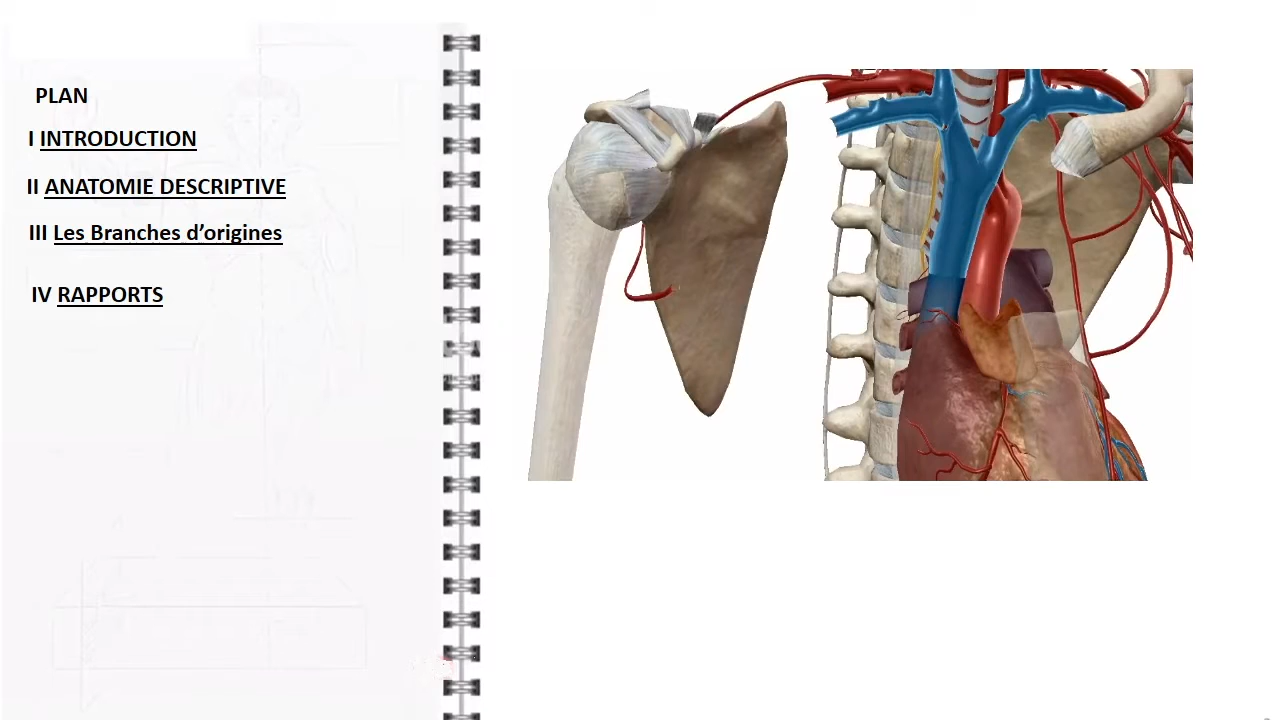 PLAN
I INTRODUCTION
II ANATOMIE DESCRIPTIVE
III Les Branches d’origines
IV RAPPORTS